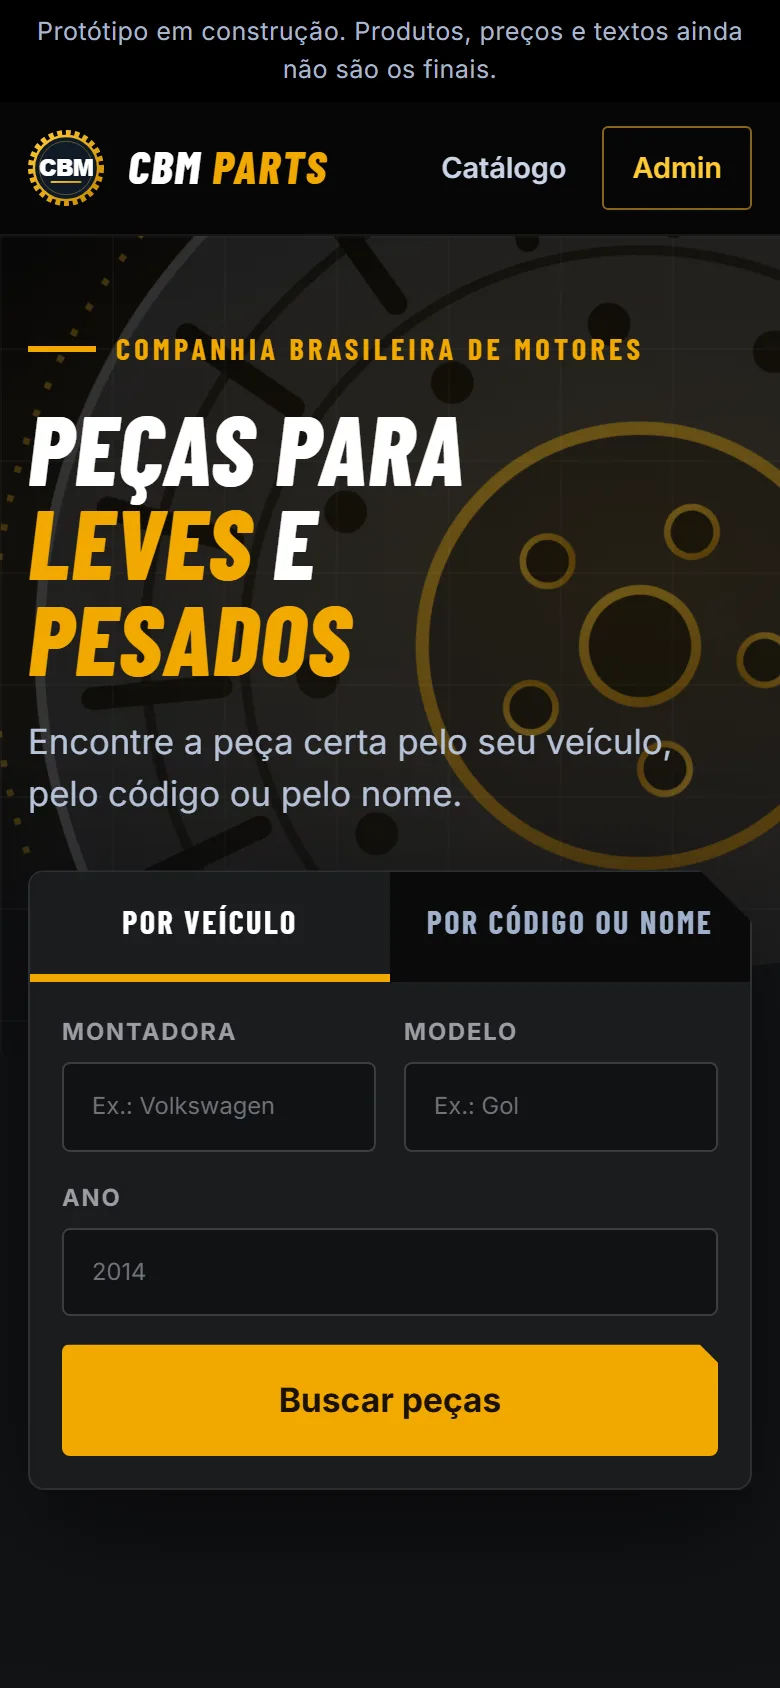 Protótipo em construção. Produtos, preços e textos ainda
não são os finais.
CBM
CBM PARTS
Catálogo
Admin
COMPANHIA BRASILEIRA DE MOTORES
PEÇAS PARA
LEVES E
PESADOS
Encontre a peça certa pelo seu veículo,
pelo código ou pelo nome.
POR VEÍCULO
POR CÓDIGO OU NOME
MONTADORA
MODELO
Ex.: Volkswagen
Ex.: Gol
ANO
2014
Buscar peças